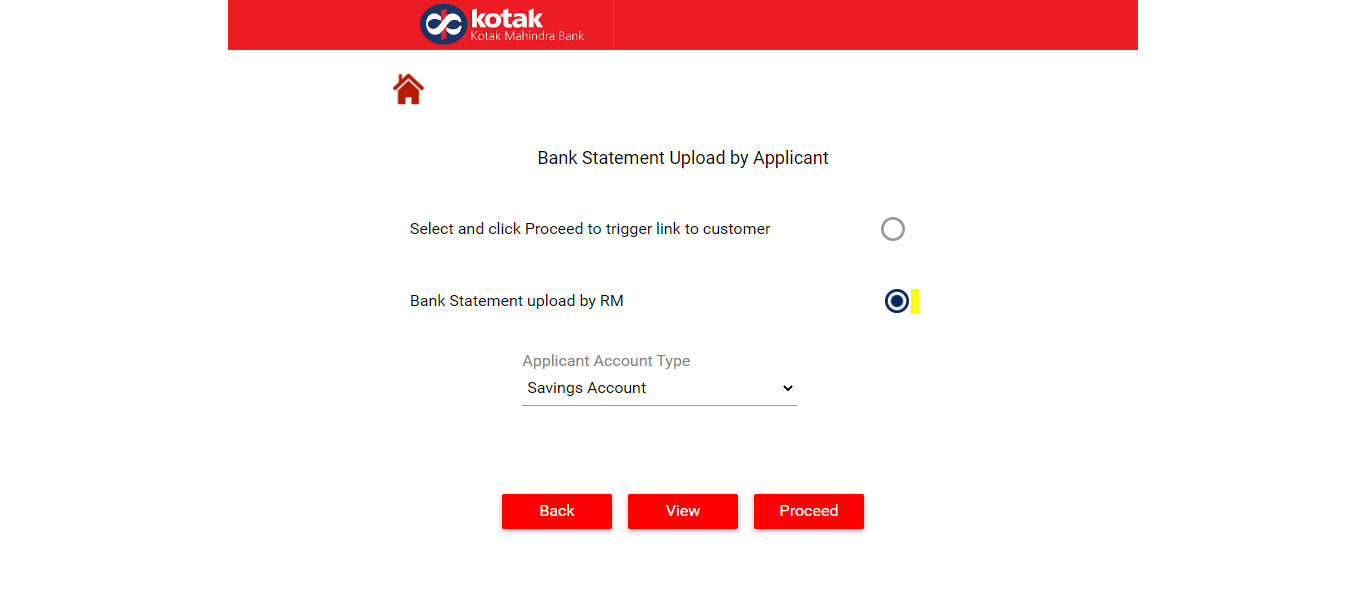 kotak
Kotak Mahindra Bank
Bank Statement Upload by Applicant
Select and click Proceed to trigger link to customer
Bank Statement upload by RM
Applicant Account Type
Savings Account
Back View Proceed